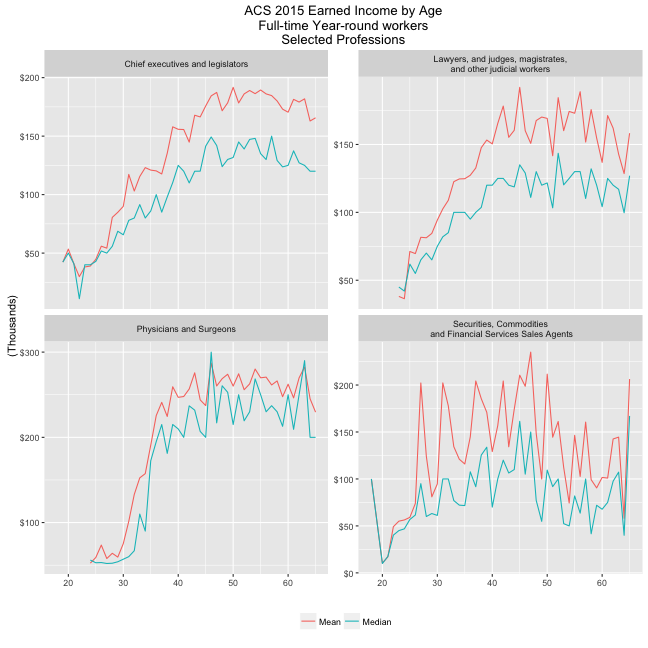 ACS 2015 Earned Income by Age
Full-time Year-round workers
Selected Professions
Chief executives and legislators
Lawyers, and judges, magistrates,
and other judicial workers
$200
$150
$100
$50
$150
$100
$50
(Thousands)
Physicians and Surgeons
Securities, Commodities
and Financial Services Sales Agents
$300
$200
$100
$200
$150
$100
$50
$0
20 30 40 50 60
20 30 40 50 60
Mean Median